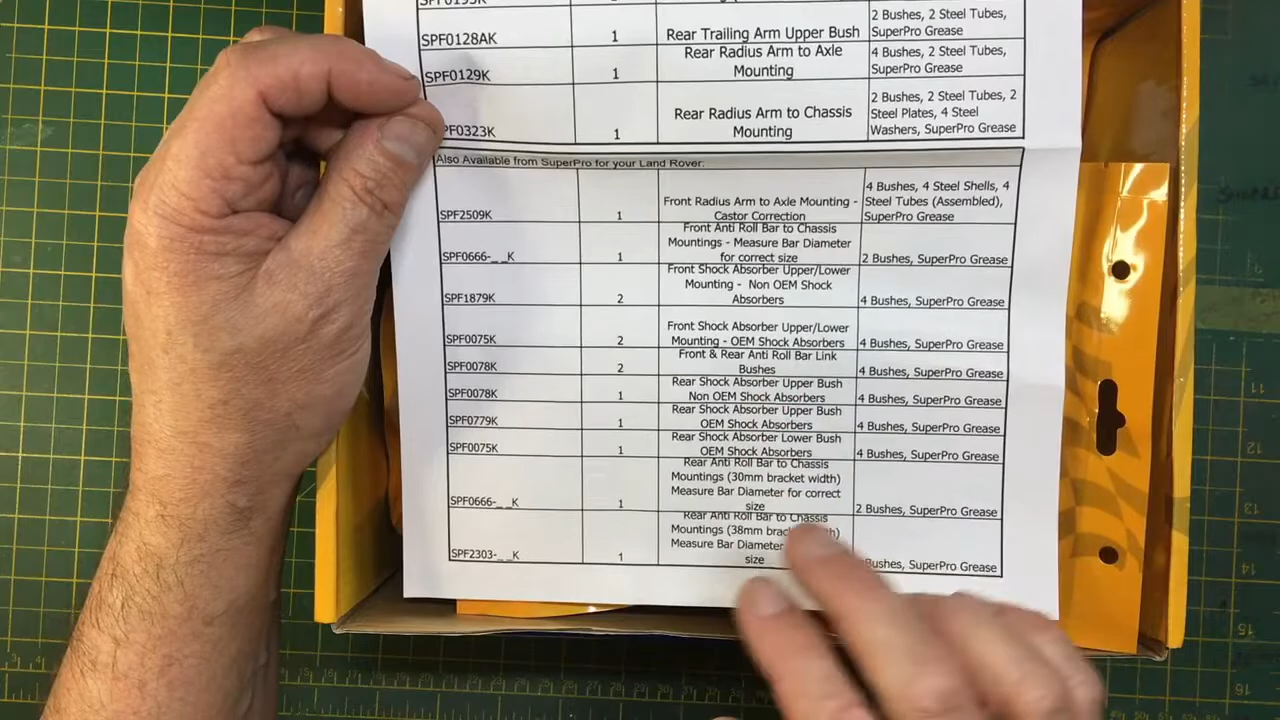 SPF0128AK 1 Rear Trailing Arm Upper Bush 2 Bushes, 2 Steel Tubes,
SuperPro Grease
SPF0129K 1 Rear Radius Arm to Axle
Mounting 4 Bushes, 2 Steel Tubes,
SuperPro Grease
PF0323K 1 Rear Radius Arm to Chassis
Mounting 2 Bushes, 2 Steel Tubes, 2
Steel Plates, 4 Steel
Washers, SuperPro Grease
Also Available from SuperPro for your Land Rover:
SPF2509K 1 Front Radius Arm to Axle Mounting -
Castor Correction 4 Bushes, 4 Steel Shells, 4
Steel Tubes (Assembled),
SuperPro Grease
SPF0666-_ _K 1 Front Anti Roll Bar to Chassis
Mountings - Measure Bar Diameter
for correct size 2 Bushes, SuperPro Grease
SPF1879K 2 Front Shock Absorber Upper/Lower
Mounting - Non OEM Shock
Absorbers 4 Bushes, SuperPro Grease
SPF0075K 2 Front Shock Absorber Upper/Lower
Mounting - OEM Shock Absorbers 4 Bushes, SuperPro Grease
SPF0078K 2 Front & Rear Anti Roll Bar Link
Bushes 4 Bushes, SuperPro Grease
SPF0078K 1 Rear Shock Absorber Upper Bush
Non OEM Shock Absorbers 4 Bushes, SuperPro Grease
SPF0779K 1 Rear Shock Absorber Upper Bush
OEM Shock Absorbers 4 Bushes, SuperPro Grease
SPF0075K 1 Rear Shock Absorber Lower Bush
OEM Shock Absorbers 4 Bushes, SuperPro Grease
SPF0666-_ _K 1 Rear Anti Roll Bar to Chassis
Mountings (30mm bracket width)
Measure Bar Diameter for correct
size 2 Bushes, SuperPro Grease
SPF2303-_ _K 1 Rear Anti Roll Bar to Chassis
Mountings (38mm
Measure Bar Diameter
size Bushes, SuperPro Grease
11
12
13
14
15
16